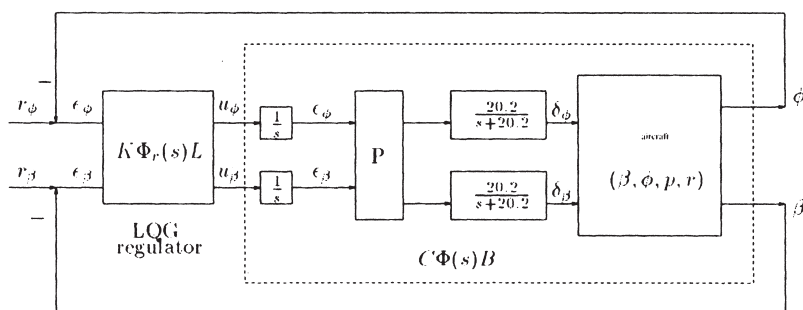 −
r_ϕ ϵ_ϕ u_ϕ 1/s ϵ_ϕ 20.2/(s+20.2) δ_ϕ ϕ
KΦ_r(s)L P aircraft
(β, ϕ, p, r)
r_β ϵ_β u_β 1/s ϵ_β 20.2/(s+20.2) δ_β β
−
LQG
regulator
CΦ(s)B